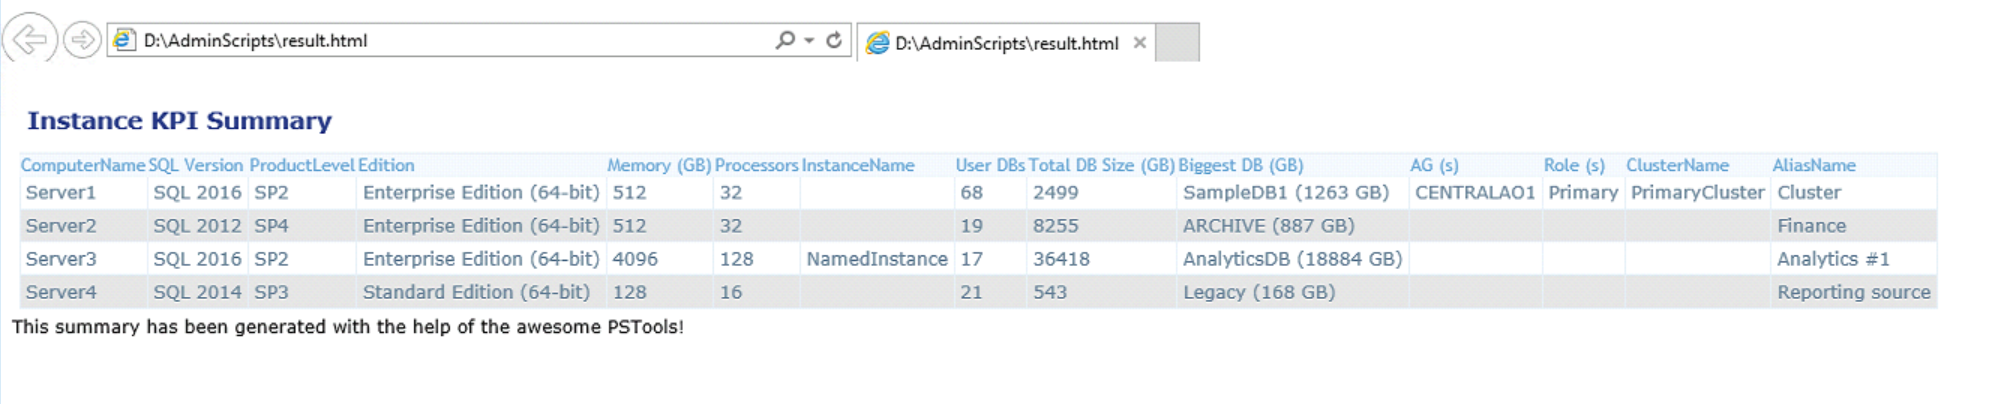 D:\AdminScripts\result.html
D:\AdminScripts\result.html
Instance KPI Summary
ComputerName SQL Version ProductLevel Edition Memory (GB) Processors InstanceName User DBs Total DB Size (GB) Biggest DB (GB) AG (s) Role (s) ClusterName AliasName
Server1 SQL 2016 SP2 Enterprise Edition (64-bit) 512 32 68 2499 SampleDB1 (1263 GB) CENTRALAO1 Primary PrimaryCluster Cluster
Server2 SQL 2012 SP4 Enterprise Edition (64-bit) 512 32 19 8255 ARCHIVE (887 GB) Finance
Server3 SQL 2016 SP2 Enterprise Edition (64-bit) 4096 128 NamedInstance 17 36418 AnalyticsDB (18884 GB) Analytics #1
Server4 SQL 2014 SP3 Standard Edition (64-bit) 128 16 21 543 Legacy (168 GB) Reporting source
This summary has been generated with the help of the awesome PSTools!